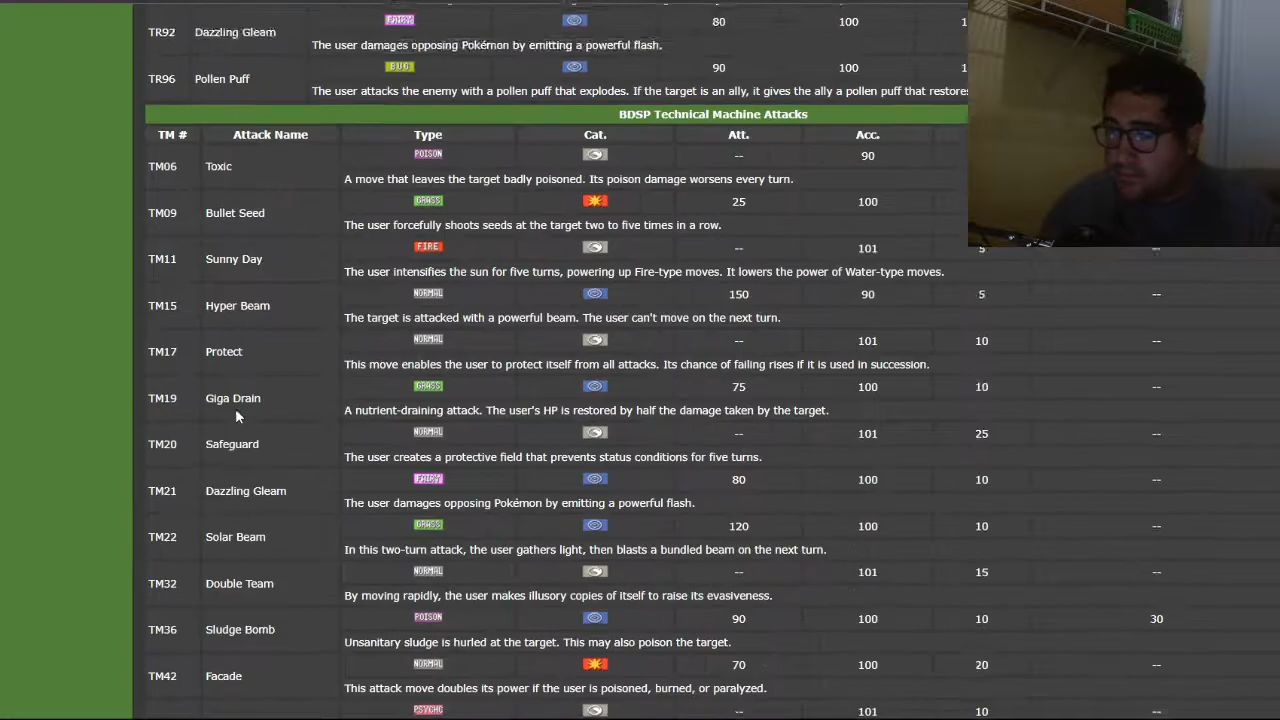 FAIRY 80 100 1
TR92 Dazzling Gleam
The user damages opposing Pokémon by emitting a powerful flash.
BUG 90 100 1
TR96 Pollen Puff
The user attacks the enemy with a pollen puff that explodes. If the target is an ally, it gives the ally a pollen puff that restores
BDSP Technical Machine Attacks
TM # Attack Name Type Cat. Att. Acc.
POISON -- 90
TM06 Toxic
A move that leaves the target badly poisoned. Its poison damage worsens every turn.
GRASS 25 100
TM09 Bullet Seed
The user forcefully shoots seeds at the target two to five times in a row.
FIRE -- 101 5 --
TM11 Sunny Day
The user intensifies the sun for five turns, powering up Fire-type moves. It lowers the power of Water-type moves.
NORMAL 150 90 5 --
TM15 Hyper Beam
The target is attacked with a powerful beam. The user can't move on the next turn.
NORMAL -- 101 10 --
TM17 Protect
This move enables the user to protect itself from all attacks. Its chance of failing rises if it is used in succession.
GRASS 75 100 10 --
TM19 Giga Drain
A nutrient-draining attack. The user's HP is restored by half the damage taken by the target.
NORMAL -- 101 25 --
TM20 Safeguard
The user creates a protective field that prevents status conditions for five turns.
FAIRY 80 100 10 --
TM21 Dazzling Gleam
The user damages opposing Pokémon by emitting a powerful flash.
GRASS 120 100 10 --
TM22 Solar Beam
In this two-turn attack, the user gathers light, then blasts a bundled beam on the next turn.
NORMAL -- 101 15 --
TM32 Double Team
By moving rapidly, the user makes illusory copies of itself to raise its evasiveness.
POISON 90 100 10 30
TM36 Sludge Bomb
Unsanitary sludge is hurled at the target. This may also poison the target.
NORMAL 70 100 20 --
TM42 Facade
This attack move doubles its power if the user is poisoned, burned, or paralyzed.
PSYCHC -- 101 10 --